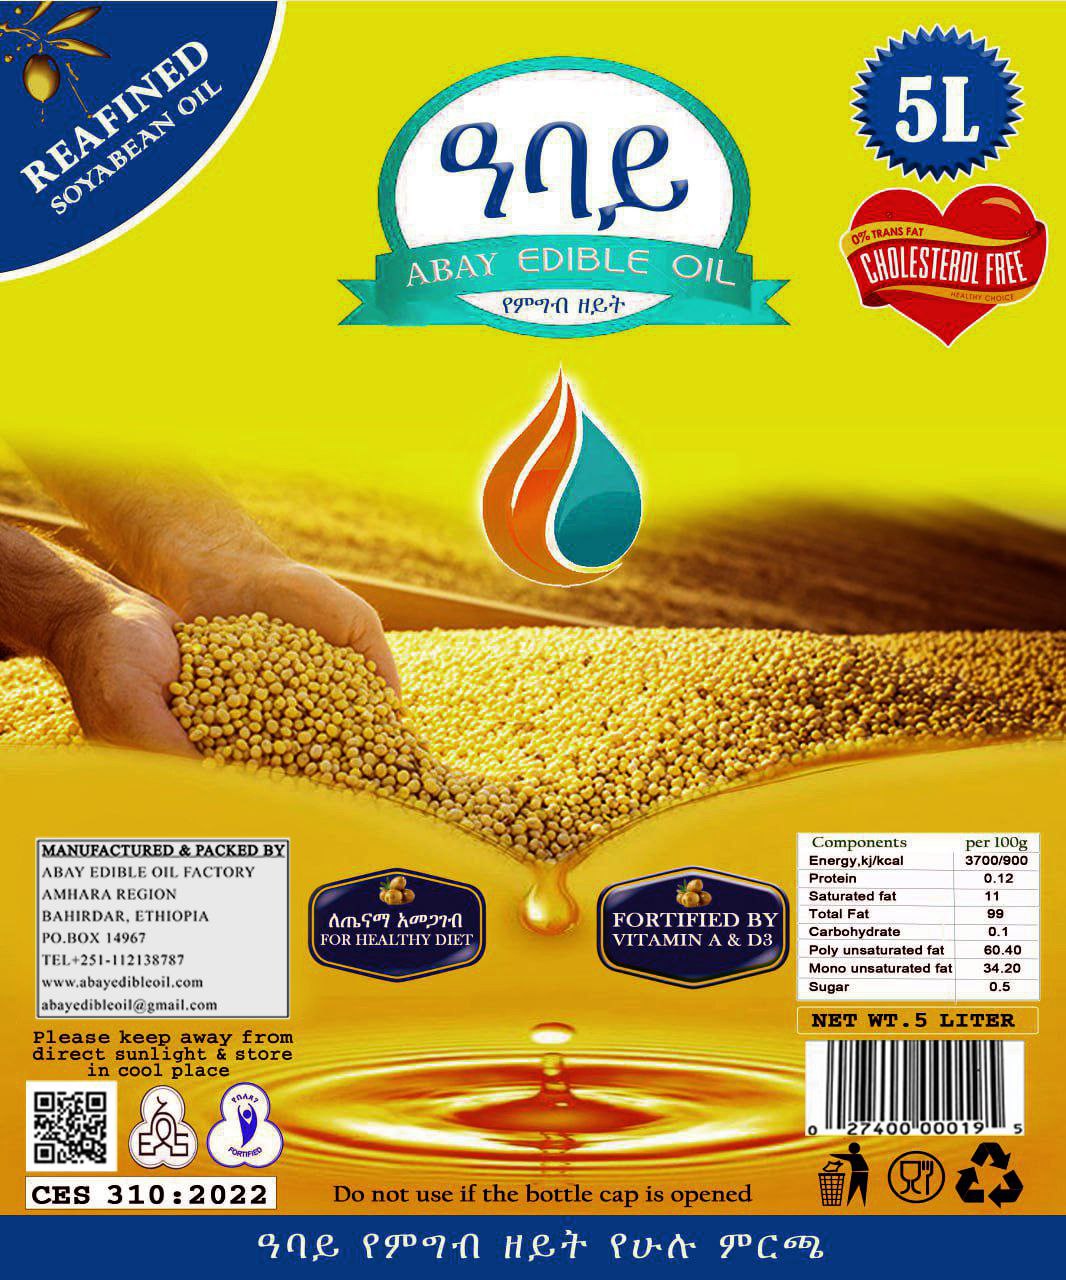 REAFINED
SOYABEAN OIL
ዓባይ
ABAY EDIBLE OIL
የምግብ ዘይት
5L
0% TRANS FAT
CHOLESTEROL FREE
HEALTHY CHOICE
MANUFACTURED & PACKED BY
ABAY EDIBLE OIL FACTORY
AMHARA REGION
BAHIRDAR, ETHIOPIA
PO.BOX 14967
TEL+251-112138787
www.abayedibleoil.com
abayedibleoil@gmail.com
Please keep away from
direct sunlight & store
in cool place
CES 310:2022
ለጤናማ አመጋገብ
FOR HEALTHY DIET
FORTIFIED BY
VITAMIN A & D3
Components per 100g
Energy,kj/kcal 3700/900
Protein 0.12
Saturated fat 11
Total Fat 99
Carbohydrate 0.1
Poly unsaturated fat 60.40
Mono unsaturated fat 34.20
Sugar 0.5
NET WT.5 LITER
0 27400 00019 5
የበለፀገ
FORTIFIED
Do not use if the bottle cap is opened
ዓባይ የምግብ ዘይት የሁሉ ምርጫ